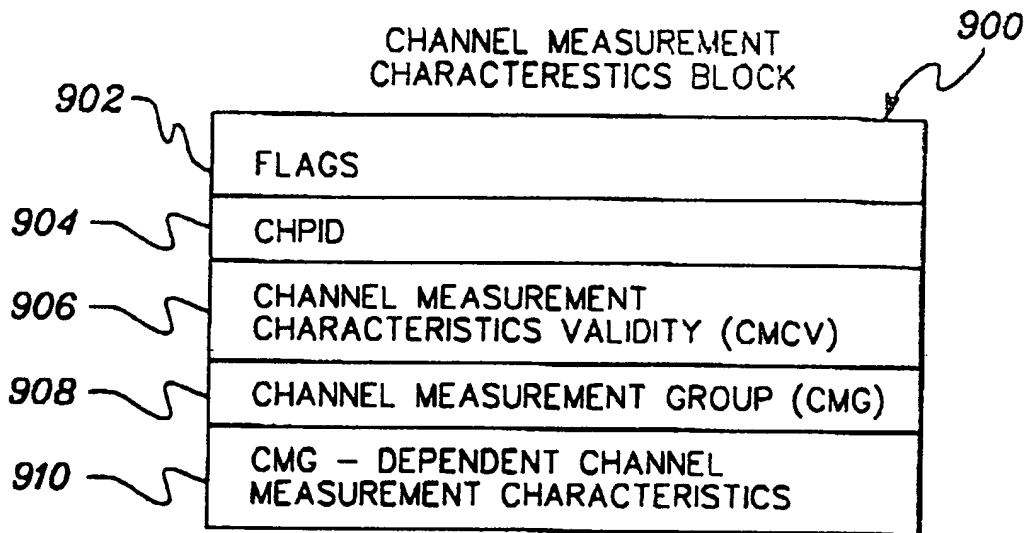 CHANNEL MEASUREMENT
CHARACTERESTICS BLOCK
900
902
FLAGS
904
CHPID
906
CHANNEL MEASUREMENT
CHARACTERISTICS VALIDITY (CMCV)
908
CHANNEL MEASUREMENT GROUP (CMG)
910
CMG – DEPENDENT CHANNEL
MEASUREMENT CHARACTERISTICS